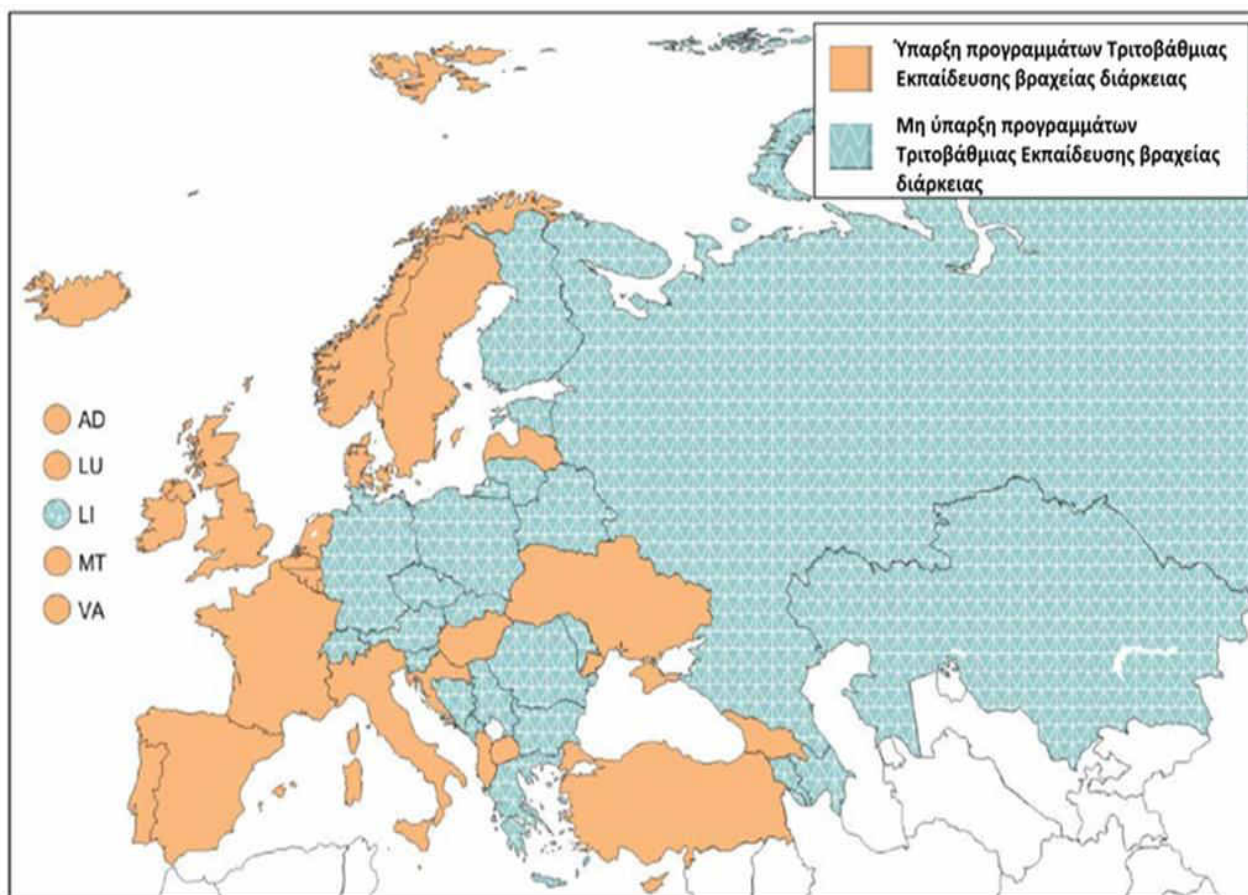 Ύπαρξη προγραμμάτων Τριτοβάθμιας
Εκπαίδευσης βραχείας διάρκειας
Μη ύπαρξη προγραμμάτων
Τριτοβάθμιας Εκπαίδευσης βραχείας
διάρκειας
AD
LU
LI
MT
VA